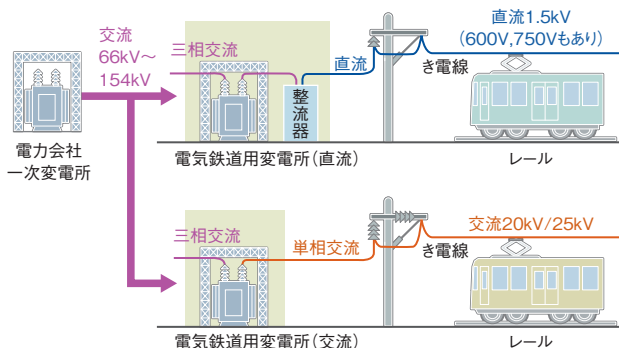 交流
66kV～
154kV
三相交流
整流器
直流
き電線
直流1.5kV
(600V,750Vもあり)
電力会社
一次変電所
電気鉄道用変電所(直流)
レール
三相交流
単相交流
き電線
交流20kV/25kV
電気鉄道用変電所(交流)
レール